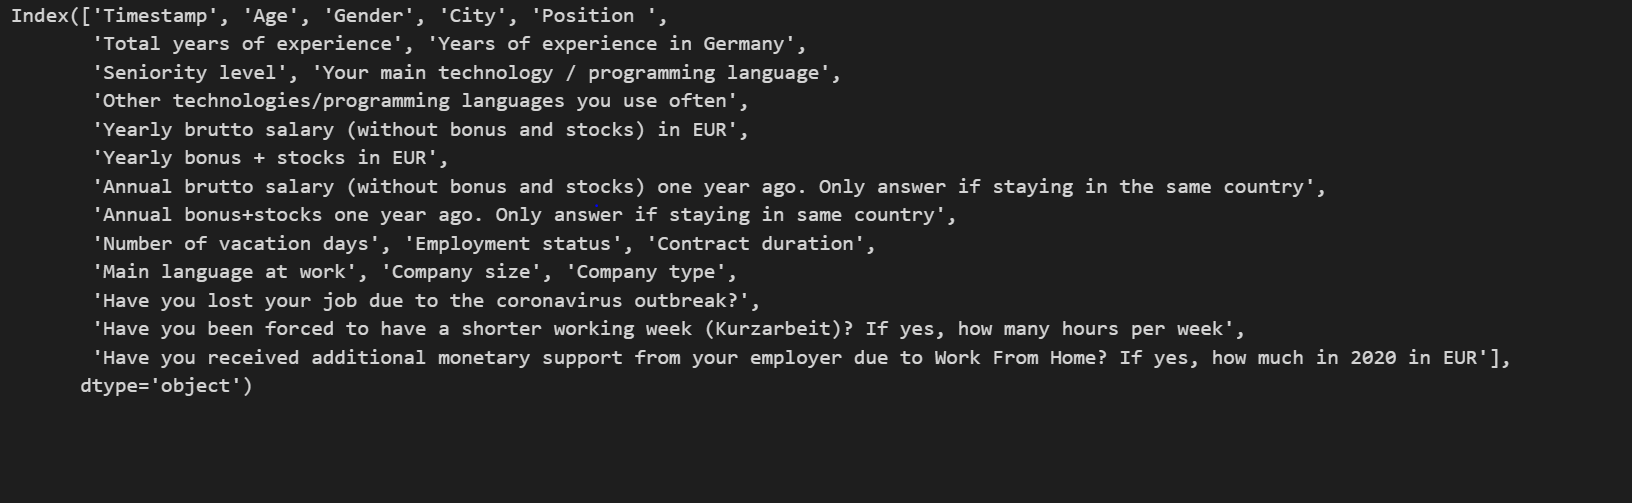 Index(['Timestamp', 'Age', 'Gender', 'City', 'Position ',
'Total years of experience', 'Years of experience in Germany',
'Seniority level', 'Your main technology / programming language',
'Other technologies/programming languages you use often',
'Yearly brutto salary (without bonus and stocks) in EUR',
'Yearly bonus + stocks in EUR',
'Annual brutto salary (without bonus and stocks) one year ago. Only answer if staying in the same country',
'Annual bonus+stocks one year ago. Only answer if staying in same country',
'Number of vacation days', 'Employment status', 'Contract duration',
'Main language at work', 'Company size', 'Company type',
'Have you lost your job due to the coronavirus outbreak?',
'Have you been forced to have a shorter working week (Kurzarbeit)? If yes, how many hours per week',
'Have you received additional monetary support from your employer due to Work From Home? If yes, how much in 2020 in EUR'],
dtype='object')